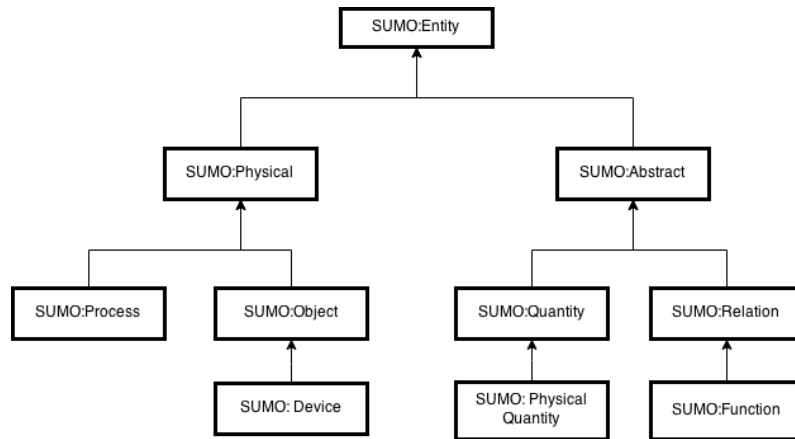 SUMO:Entity
SUMO:Physical
SUMO:Abstract
SUMO:Process
SUMO:Object
SUMO:Quantity
SUMO:Relation
SUMO: Device
SUMO: Physical
Quantity
SUMO:Function